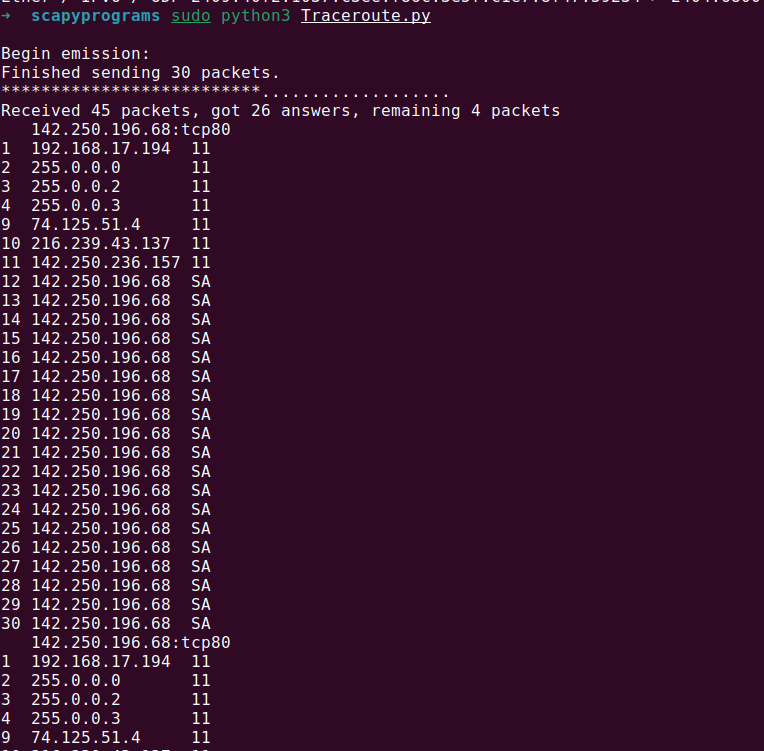 ➜  scapyprograms sudo python3 Traceroute.py
Begin emission:
Finished sending 30 packets.
**************************...................
Received 45 packets, got 26 answers, remaining 4 packets
   142.250.196.68:tcp80
1  192.168.17.194  11
2  255.0.0.0       11
3  255.0.0.2       11
4  255.0.0.3       11
9  74.125.51.4     11
10 216.239.43.137  11
11 142.250.236.157 11
12 142.250.196.68  SA
13 142.250.196.68  SA
14 142.250.196.68  SA
15 142.250.196.68  SA
16 142.250.196.68  SA
17 142.250.196.68  SA
18 142.250.196.68  SA
19 142.250.196.68  SA
20 142.250.196.68  SA
21 142.250.196.68  SA
22 142.250.196.68  SA
23 142.250.196.68  SA
24 142.250.196.68  SA
25 142.250.196.68  SA
26 142.250.196.68  SA
27 142.250.196.68  SA
28 142.250.196.68  SA
29 142.250.196.68  SA
30 142.250.196.68  SA
   142.250.196.68:tcp80
1  192.168.17.194  11
2  255.0.0.0       11
3  255.0.0.2       11
4  255.0.0.3       11
9  74.125.51.4     11